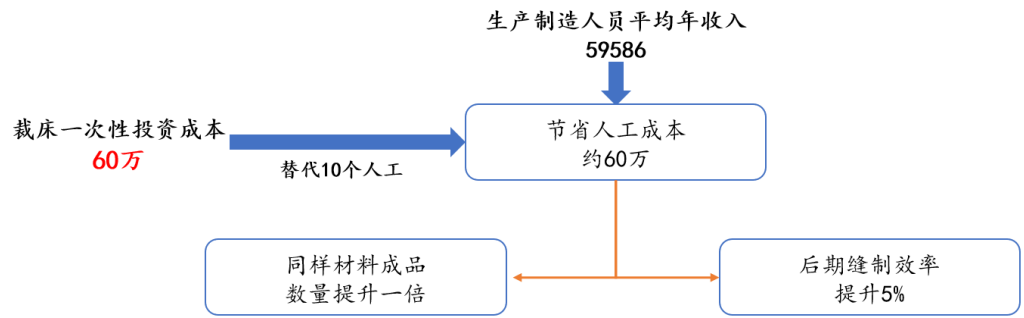 生产制造人员平均年收入
59586
裁床一次性投资成本
60万
替代10个人工
节省人工成本
约60万
同样材料成品
数量提升一倍
后期缝制效率
提升5%